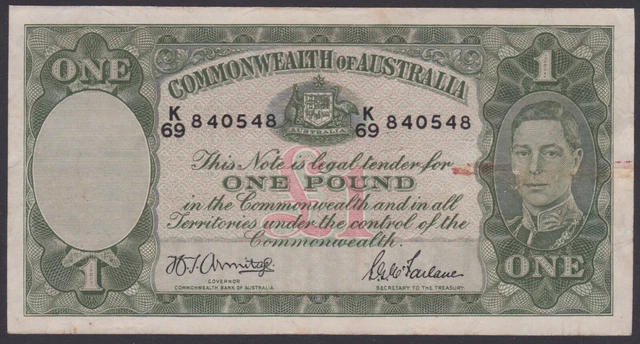 ONE 1
COMMONWEALTH OF AUSTRALIA
K/69 840548 K/69 840548
AUSTRALIA
This Note is legal tender for
ONE POUND
in the Commonwealth and in all
Territories under the control of the
Commonwealth.
£1
H.T. Armitage S.G. McFarlane
GOVERNOR SECRETARY TO THE TREASURY
COMMONWEALTH BANK OF AUSTRALIA
1 ONE